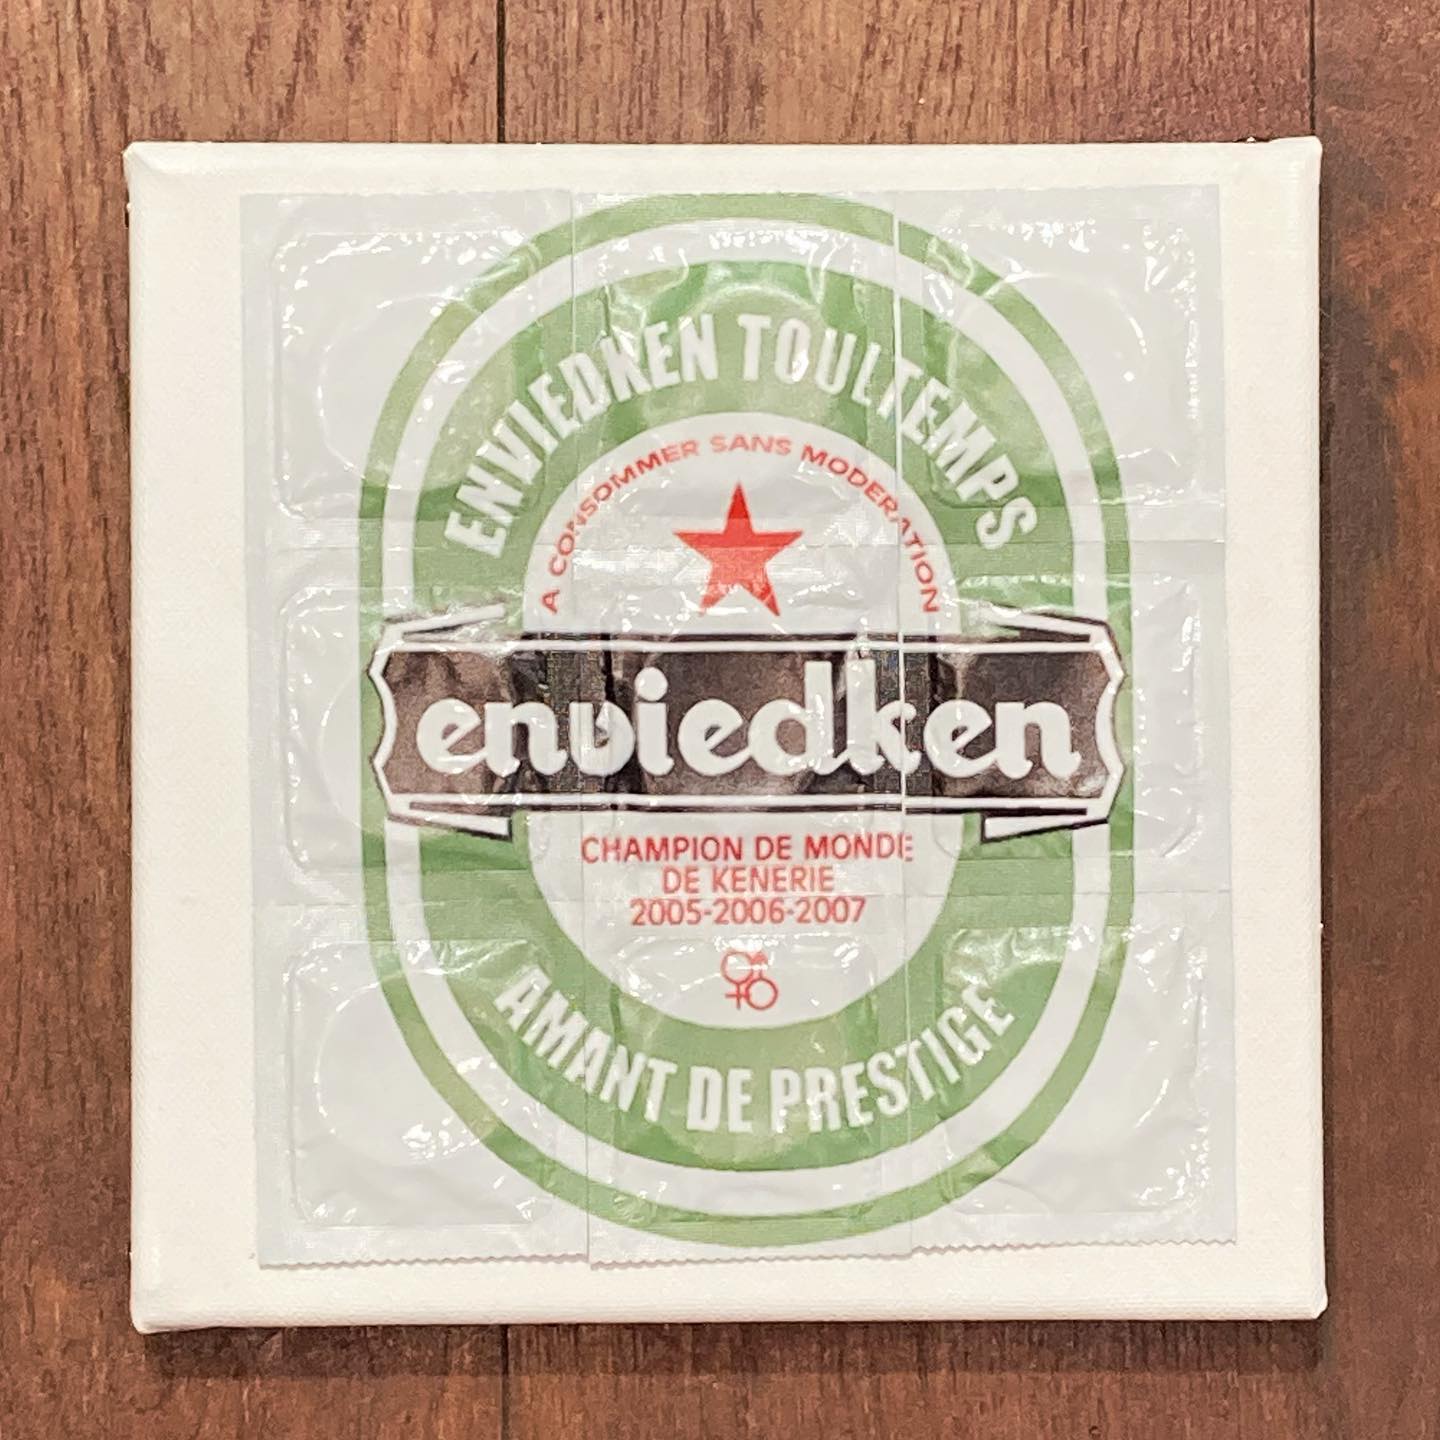 ENVIEDKEN TOULTEMPS
A CONSOMMER SANS MODERATION
enviedken
CHAMPION DE MONDE
DE KENERIE
2005-2006-2007
AMANT DE PRESTIGE